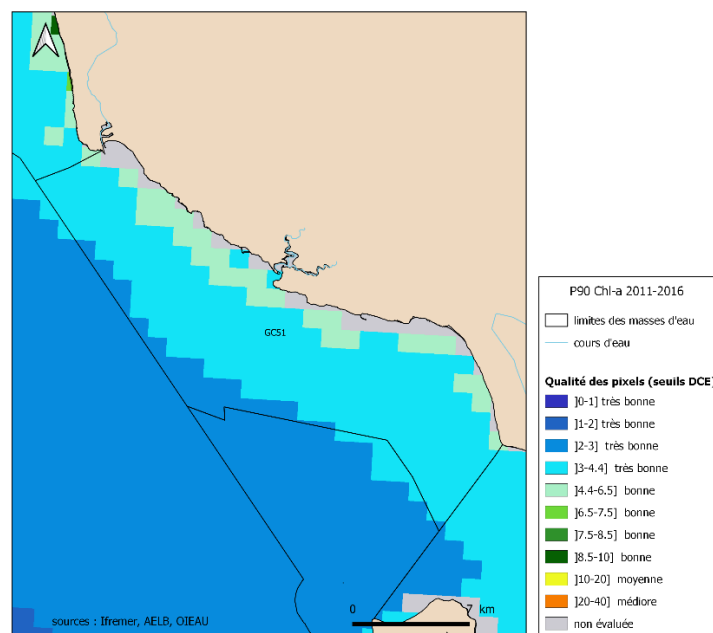 GC51
sources : Ifremer, AELB, OIEAU
0 7 km
P90 Chl-a 2011-2016
limites des masses d'eau
cours d'eau
Qualité des pixels (seuils DCE)
]0-1] très bonne
]1-2] très bonne
]2-3] très bonne
]3-4.4] très bonne
]4.4-6.5] bonne
]6.5-7.5] bonne
]7.5-8.5] bonne
]8.5-10] bonne
]10-20] moyenne
]20-40] médiore
non évaluée